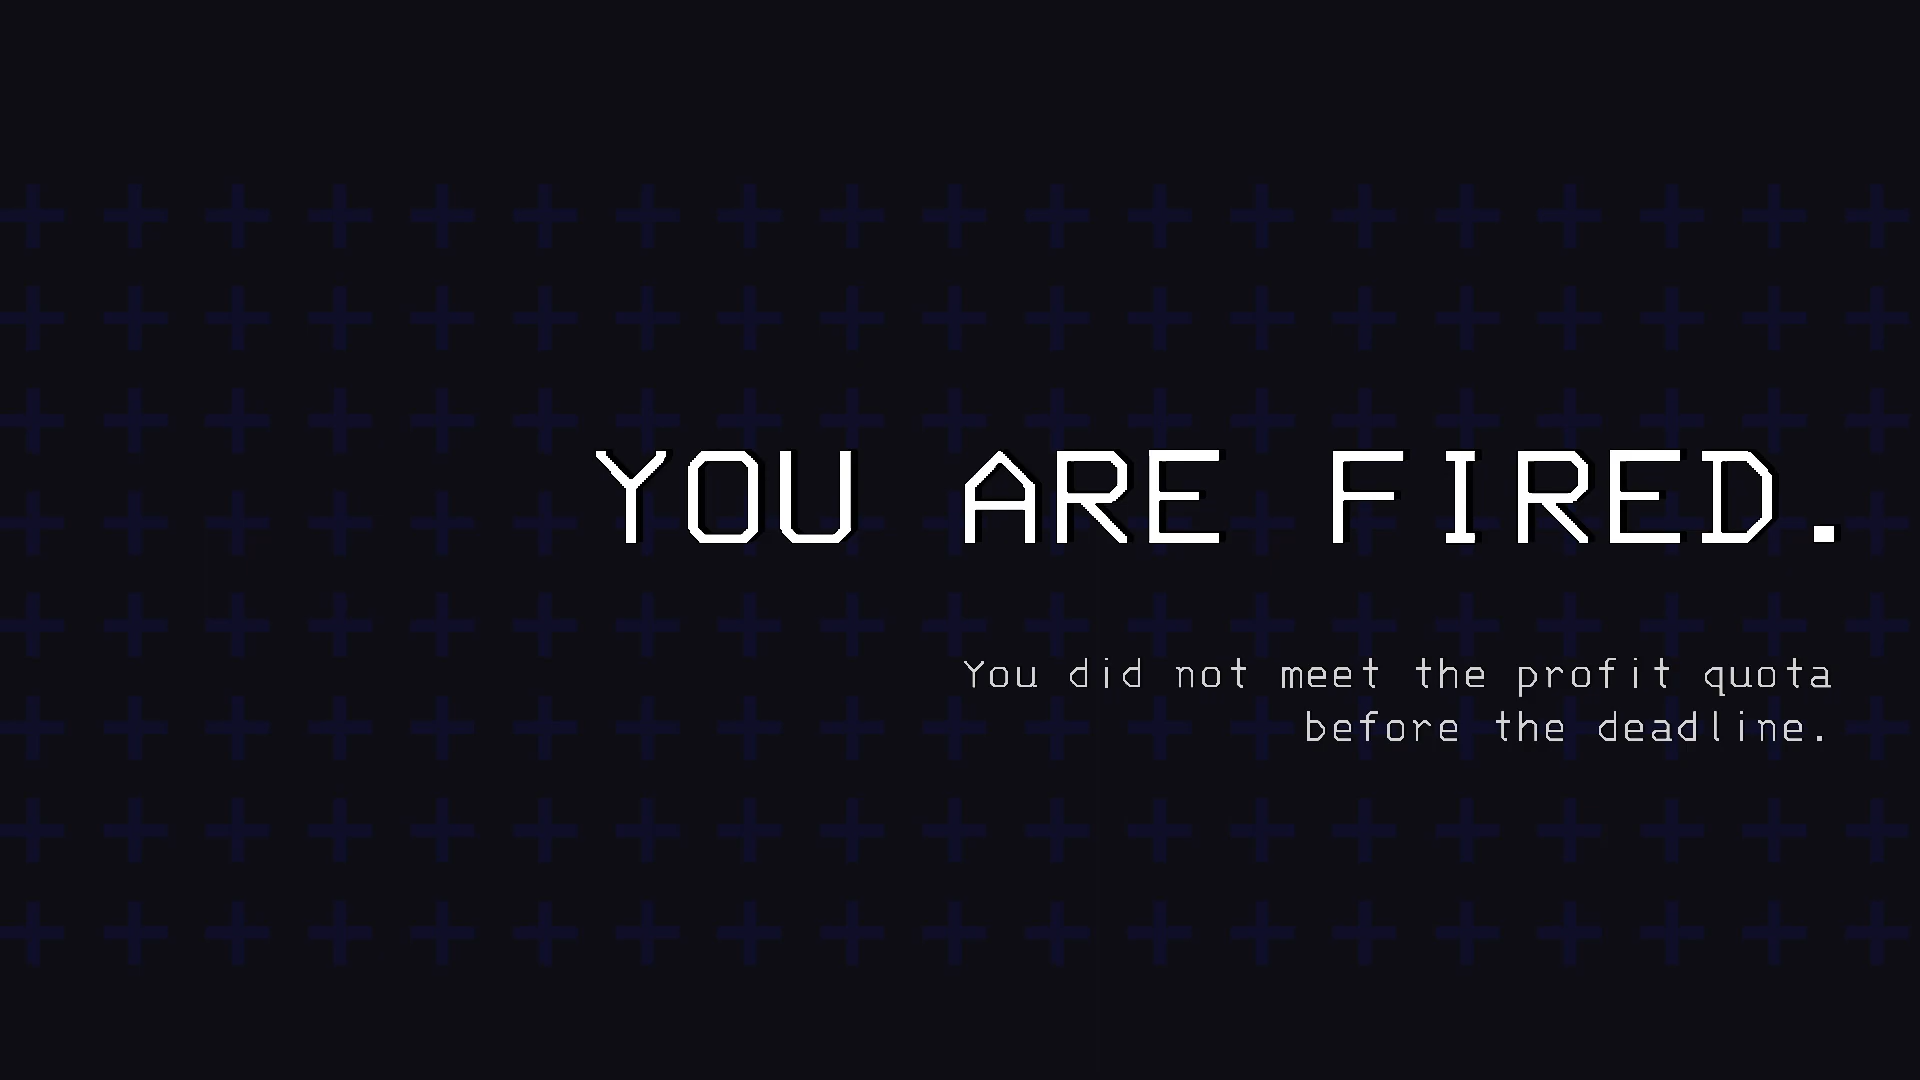 YOU ARE FIRED.
You did not meet the profit quota
before the deadline.